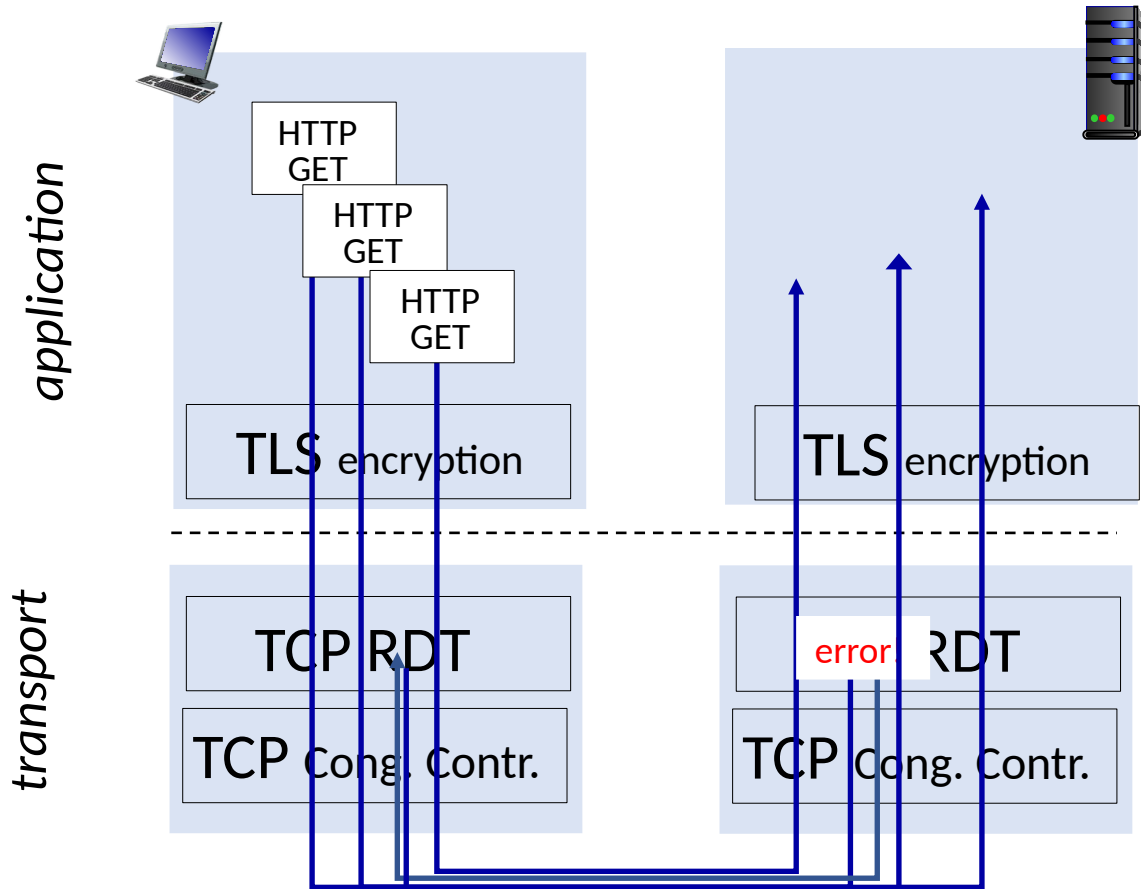 application
HTTP
GET
HTTP
GET
HTTP
GET
TLS encryption
TLS encryption
transport
TCP RDT
error
RDT
TCP Cong. Contr.
TCP Cong. Contr.